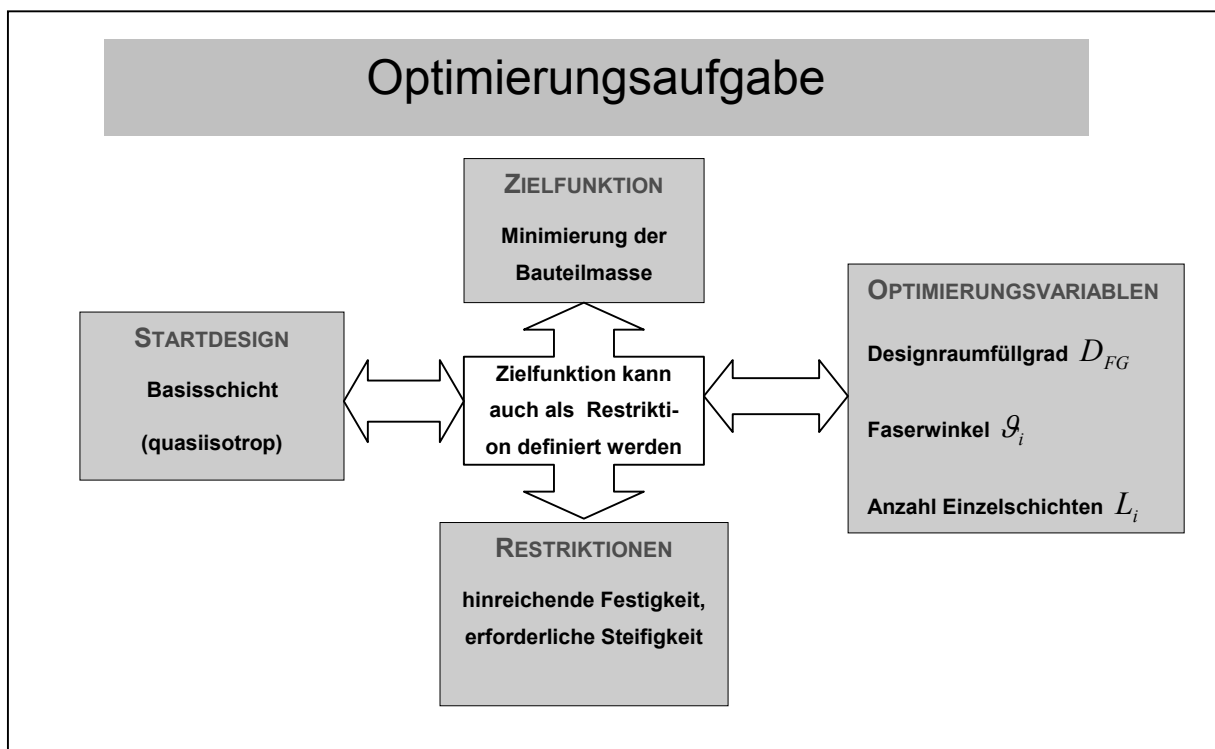 Optimierungsaufgabe
ZIELFUNKTION
Minimierung der
Bauteilmasse
STARTDESIGN
Basisschicht
(quasiisotrop)
Zielfunktion kann
auch als Restrikti-
on definiert werden
OPTIMIERUNGSVARIABLEN
Designraumfüllgrad D_FG
Faserwinkel ϑ_i
Anzahl Einzelschichten L_i
RESTRIKTIONEN
hinreichende Festigkeit,
erforderliche Steifigkeit